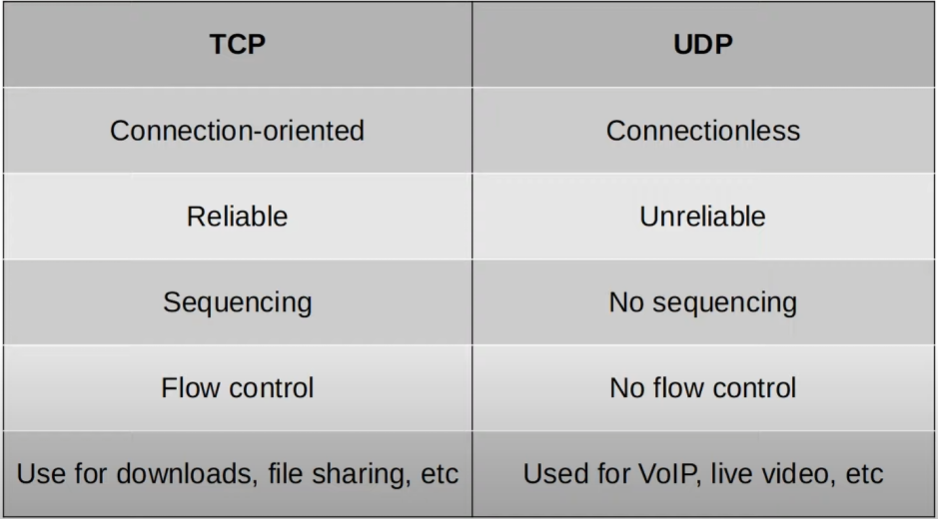 TCP
UDP
Connection-oriented
Connectionless
Reliable
Unreliable
Sequencing
No sequencing
Flow control
No flow control
Use for downloads, file sharing, etc
Used for VoIP, live video, etc